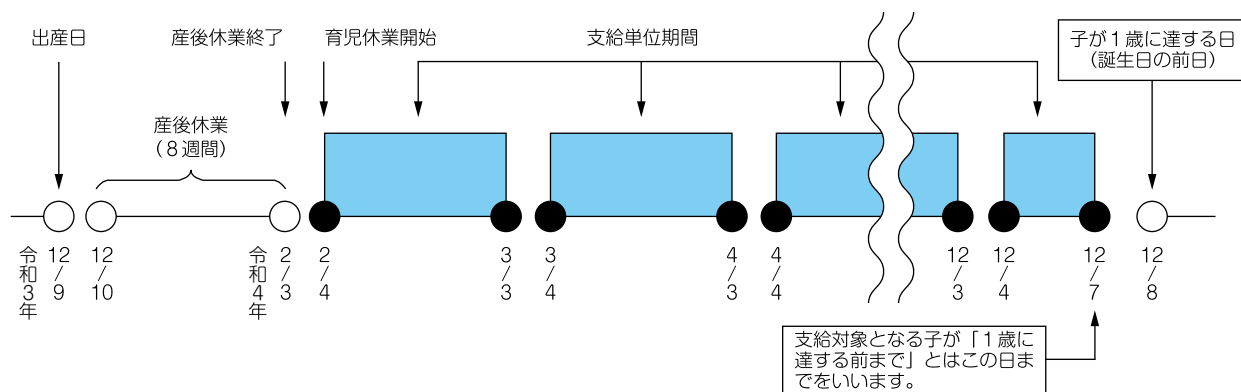 出産日
産後休業終了
育児休業開始
支給単位期間
子が1歳に達する日
(誕生日の前日)
産後休業
(8週間)
令和3年
12/9
12/10
令和4年
2/3
2/4
3/3
3/4
4/3
4/4
12/3
12/4
12/7
12/8
支給対象となる子が「1歳に
達する前まで」とはこの日ま
でをいいます。